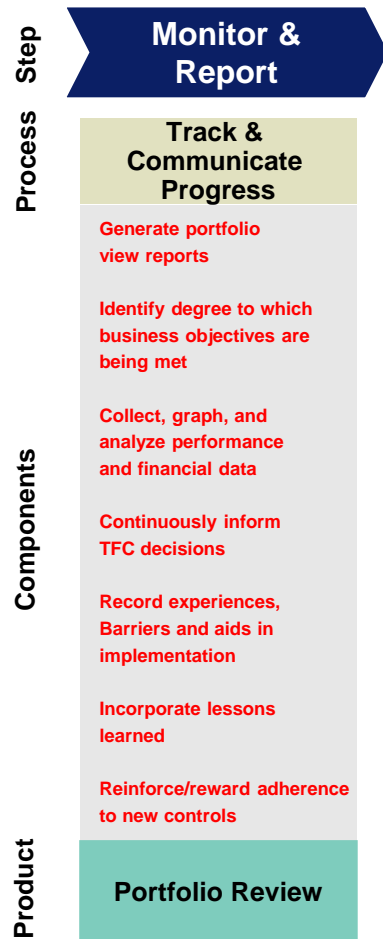 Step
Monitor &
Report
Process
Track &
Communicate
Progress
Components
Generate portfolio
view reports
Identify degree to which
business objectives are
being met
Collect, graph, and
analyze performance
and financial data
Continuously inform
TFC decisions
Record experiences,
Barriers and aids in
implementation
Incorporate lessons
learned
Reinforce/reward adherence
to new controls
Product
Portfolio Review